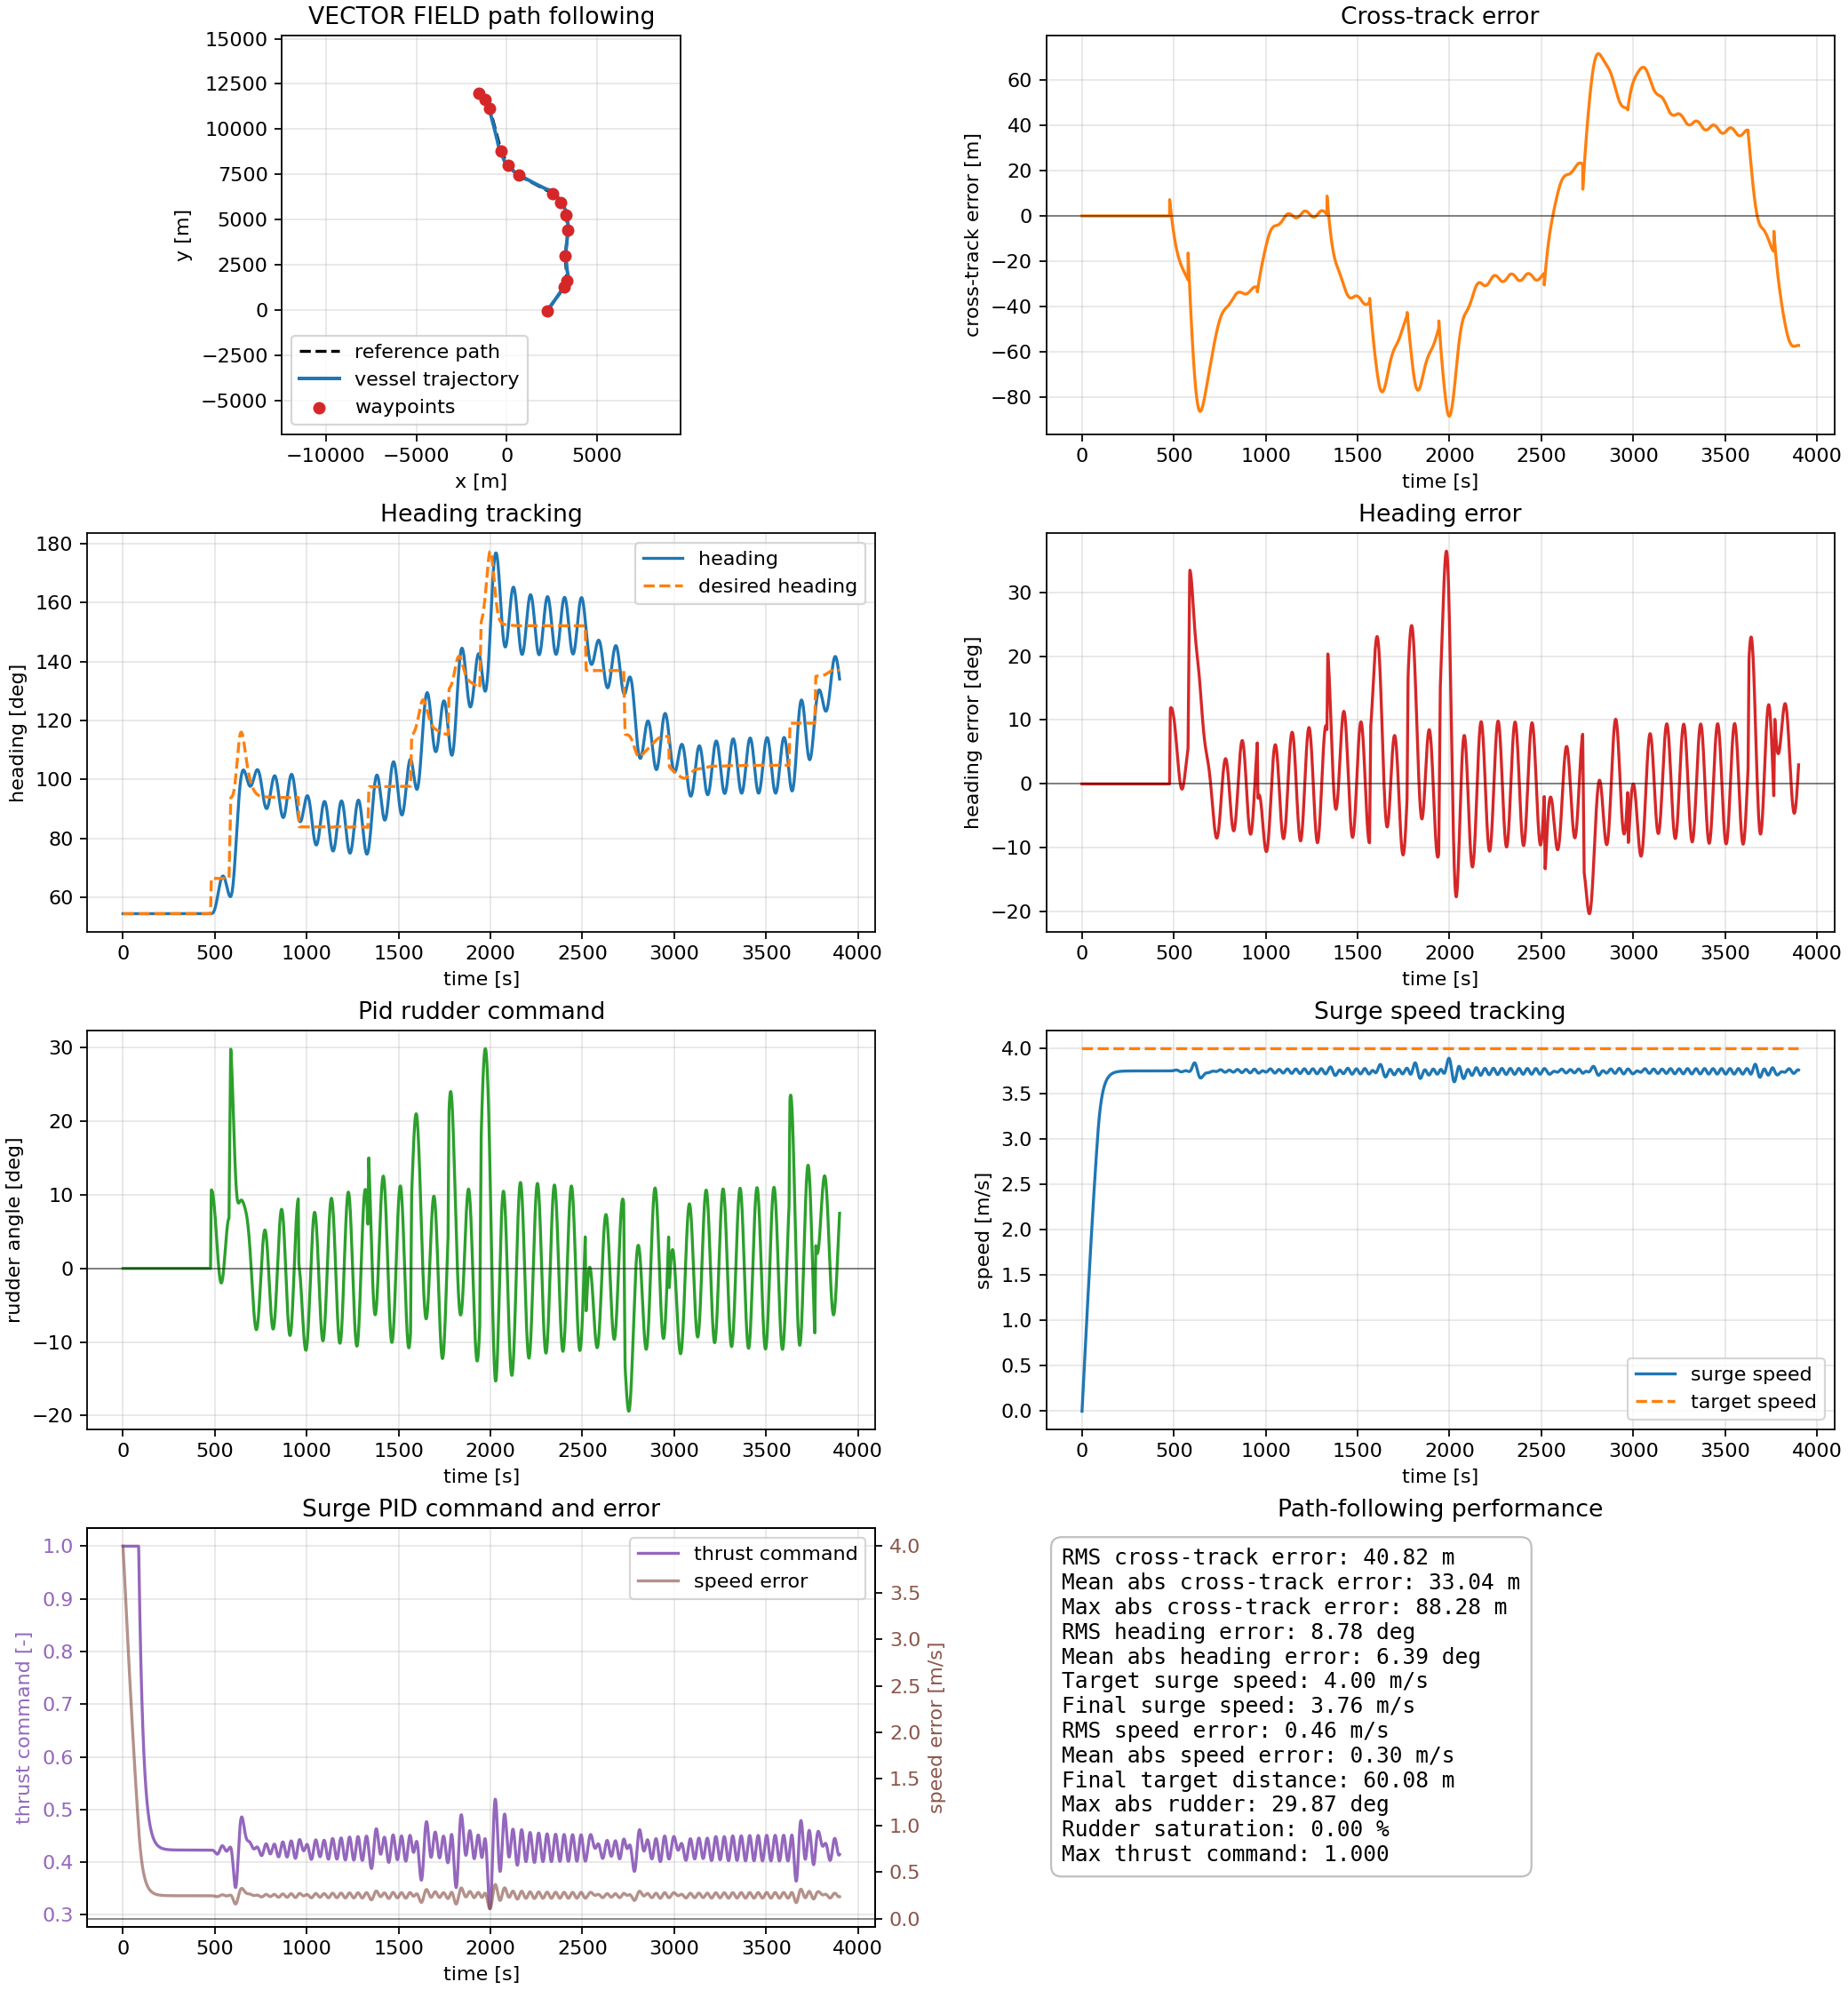 VECTOR FIELD path following
15000
12500
10000
7500
5000
2500
0
−2500
−5000
y [m]
−10000 −5000 0 5000
x [m]
reference path
vessel trajectory
waypoints
Cross-track error
60
40
20
0
−20
−40
−60
−80
cross-track error [m]
0 500 1000 1500 2000 2500 3000 3500 4000
time [s]
Heading tracking
180
160
140
120
100
80
60
heading [deg]
0 500 1000 1500 2000 2500 3000 3500 4000
time [s]
heading
desired heading
Heading error
30
20
10
0
−10
−20
heading error [deg]
0 500 1000 1500 2000 2500 3000 3500 4000
time [s]
Pid rudder command
30
20
10
0
−10
−20
rudder angle [deg]
0 500 1000 1500 2000 2500 3000 3500 4000
time [s]
Surge speed tracking
4.0
3.5
3.0
2.5
2.0
1.5
1.0
0.5
0.0
speed [m/s]
0 500 1000 1500 2000 2500 3000 3500 4000
time [s]
surge speed
target speed
Surge PID command and error
1.0
0.9
0.8
0.7
0.6
0.5
0.4
0.3
thrust command [-]
thrust command
speed error
4.0
3.5
3.0
2.5
2.0
1.5
1.0
0.5
0.0
speed error [m/s]
0 500 1000 1500 2000 2500 3000 3500 4000
time [s]
Path-following performance
RMS cross-track error: 40.82 m
Mean abs cross-track error: 33.04 m
Max abs cross-track error: 88.28 m
RMS heading error: 8.78 deg
Mean abs heading error: 6.39 deg
Target surge speed: 4.00 m/s
Final surge speed: 3.76 m/s
RMS speed error: 0.46 m/s
Mean abs speed error: 0.30 m/s
Final target distance: 60.08 m
Max abs rudder: 29.87 deg
Rudder saturation: 0.00 %
Max thrust command: 1.000